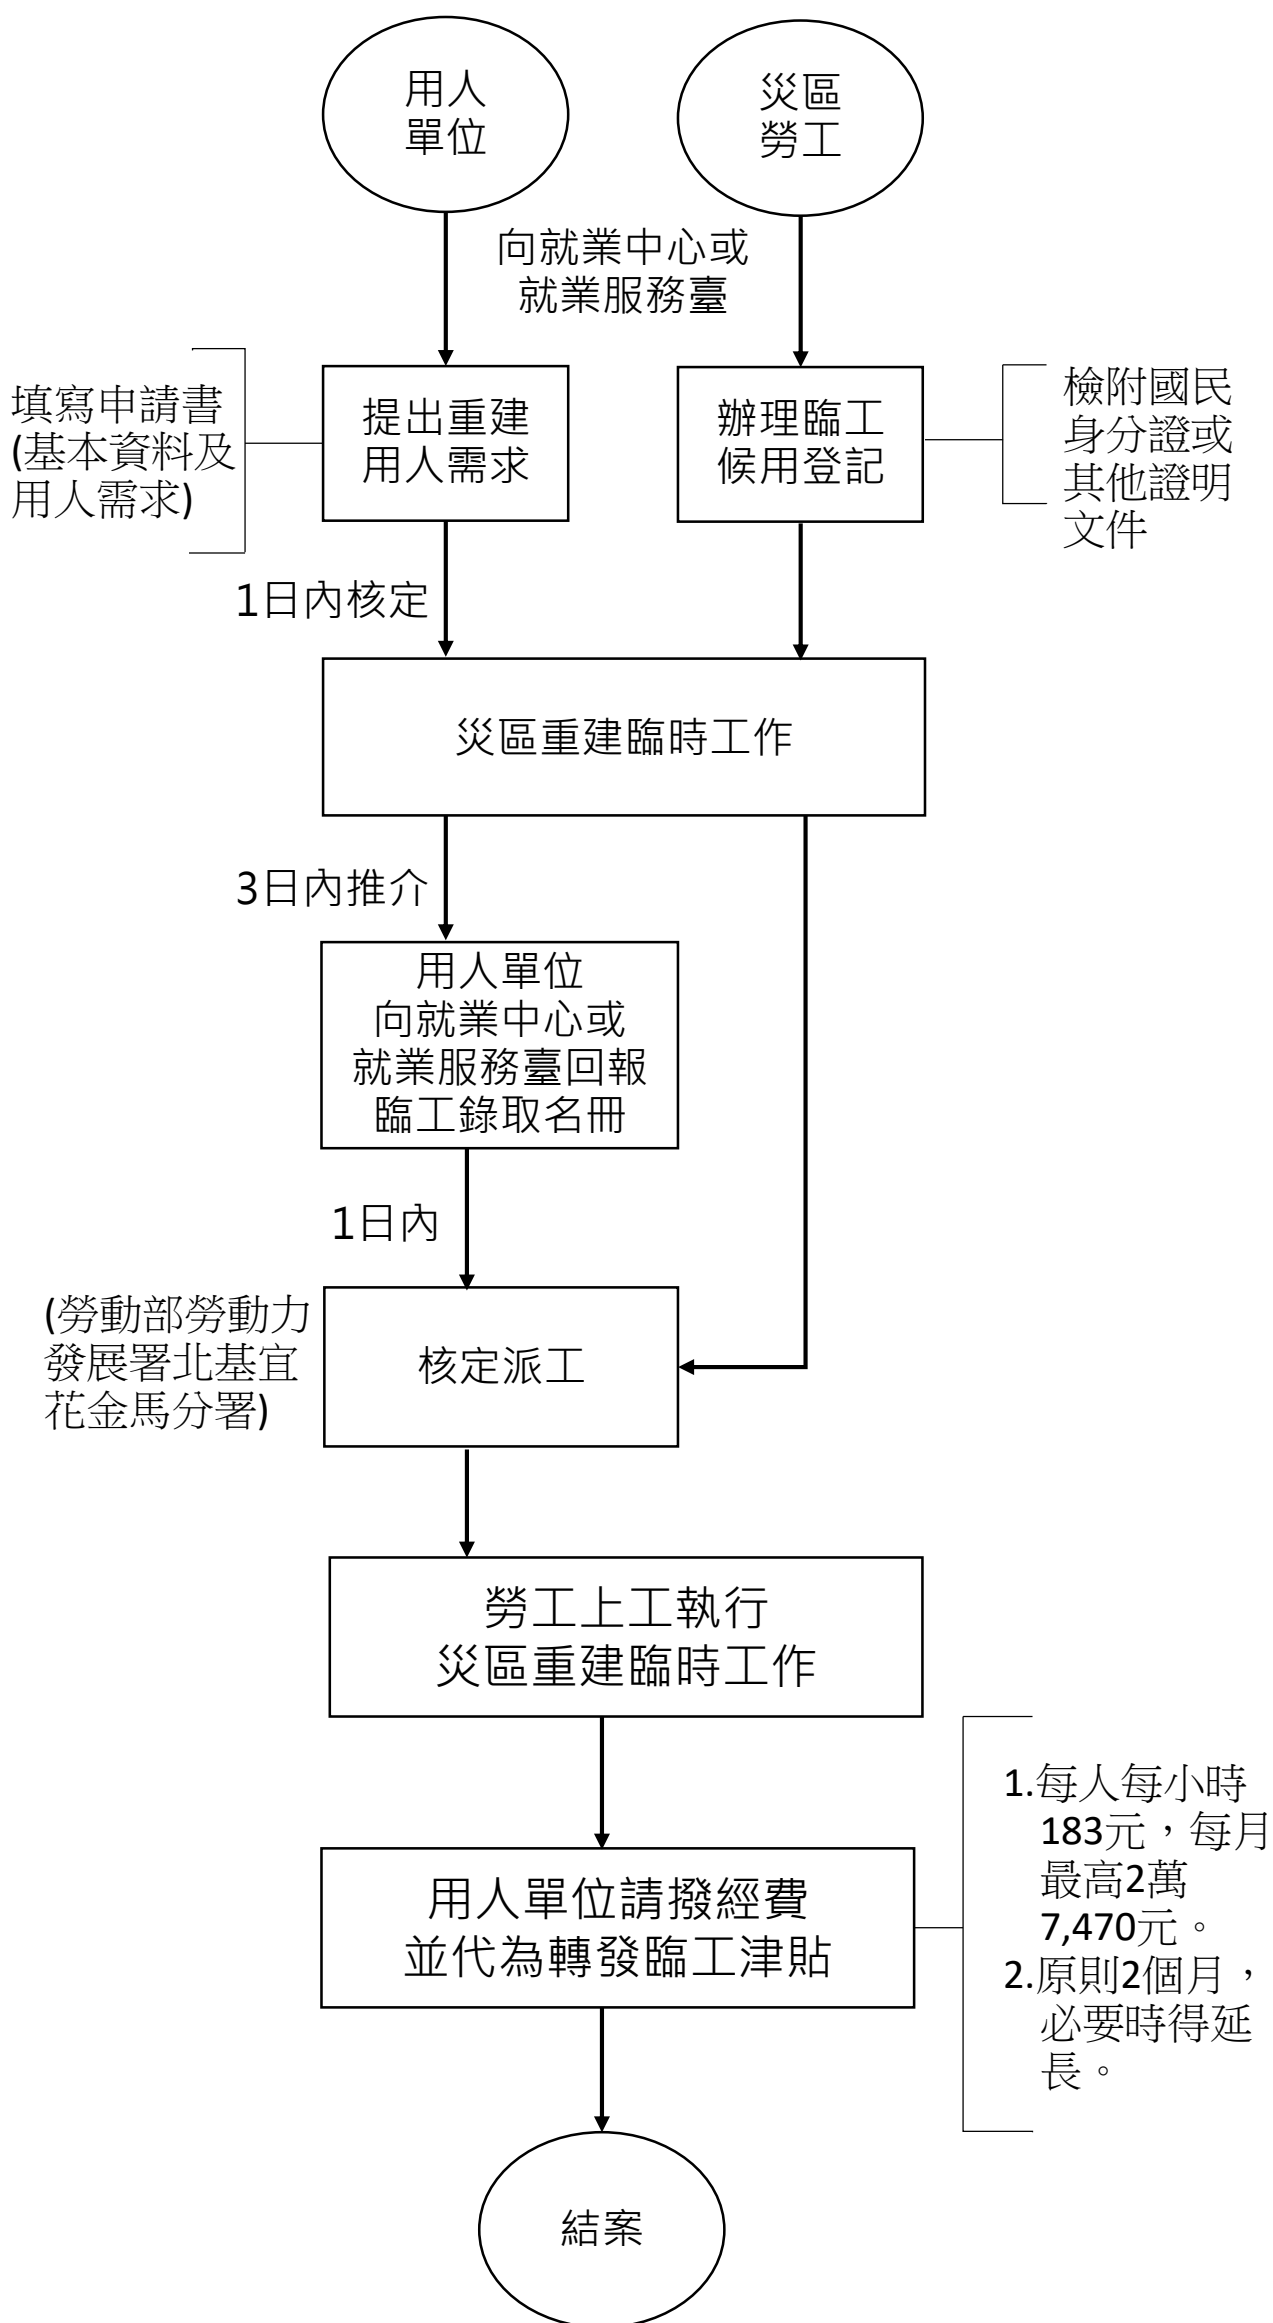 用人
單位
災區
勞工
向就業中心或
就業服務臺
填寫申請書
(基本資料及
用人需求)
提出重建
用人需求
辦理臨工
候用登記
檢附國民
身分證或
其他證明
文件
1日內核定
災區重建臨時工作
3日內推介
用人單位
向就業中心或
就業服務臺回報
臨工錄取名冊
1日內
(勞動部勞動力
發展署北基宜
花金馬分署)
核定派工
勞工上工執行
災區重建臨時工作
用人單位請撥經費
並代為轉發臨工津貼
1.每人每小時
183元，每月
最高2萬
7,470元。
2.原則2個月，
必要時得延
長。
結案